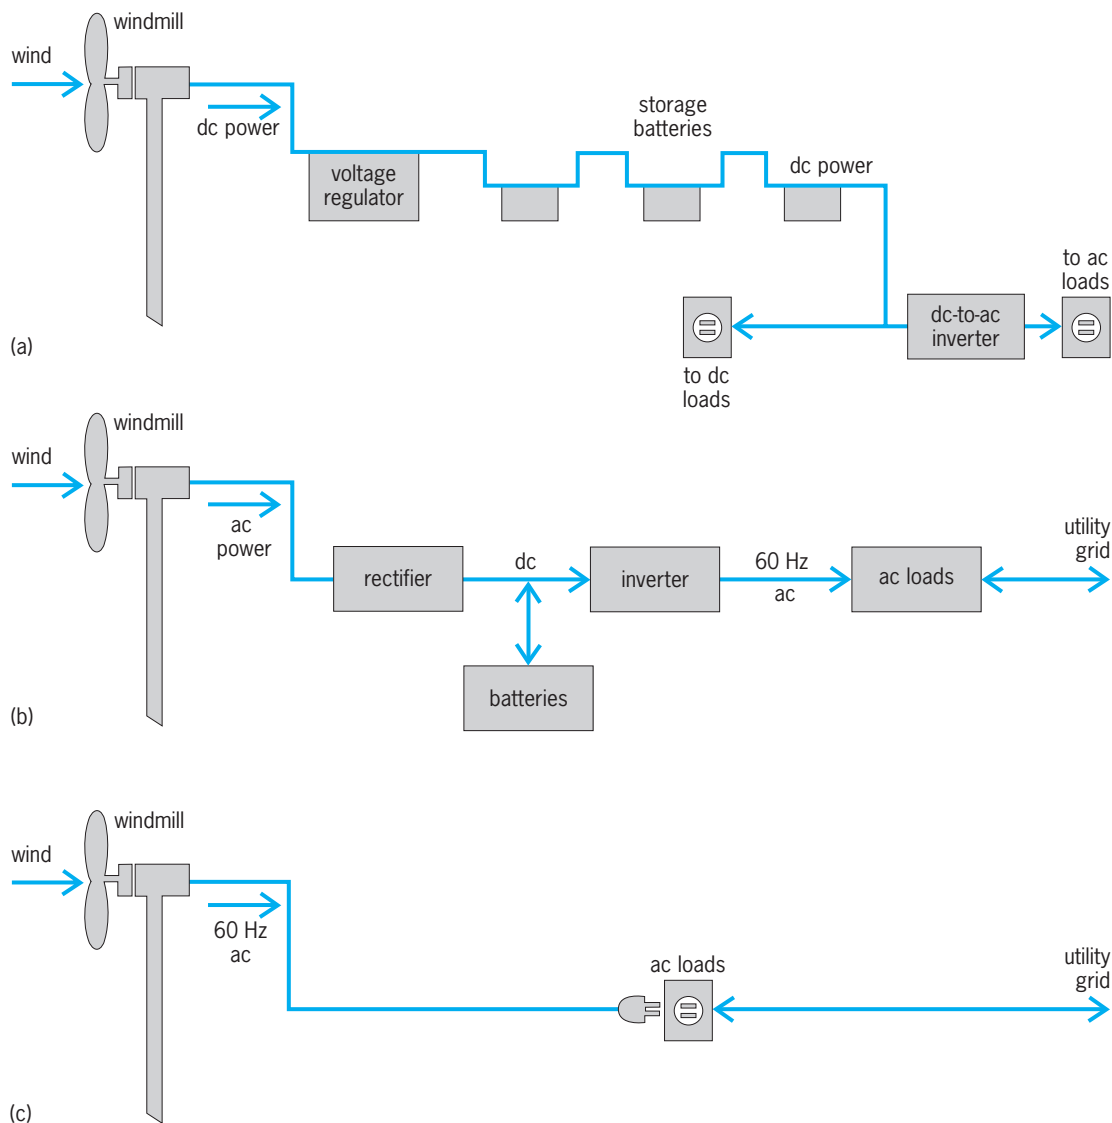 windmill
wind
dc power
storage
batteries
voltage
regulator
dc power
to ac
loads
dc-to-ac
inverter
to dc
loads
(a)
windmill
wind
ac
power
utility
grid
rectifier
dc
inverter
60 Hz
ac
ac loads
batteries
(b)
windmill
wind
60 Hz
ac
ac loads
utility
grid
(c)